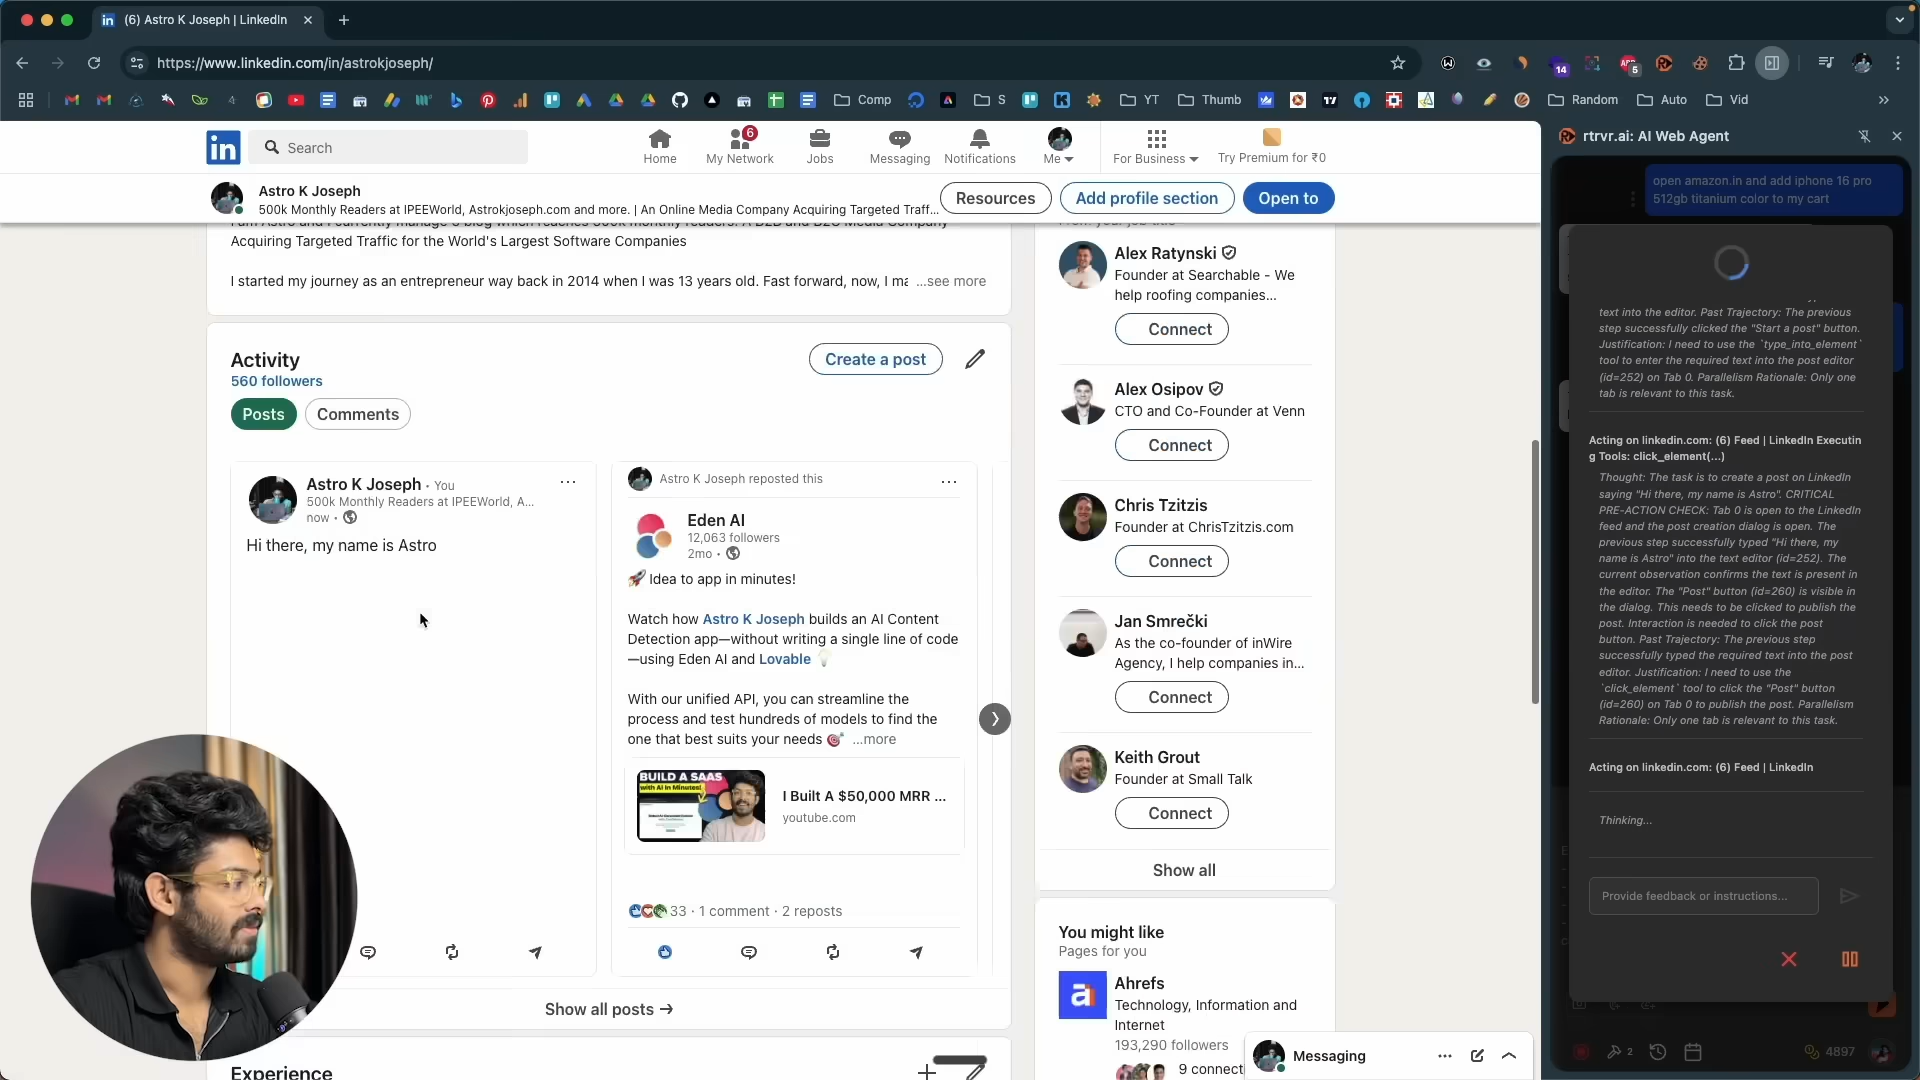 (6) Astro K Joseph | LinkedIn
https://www.linkedin.com/in/astrokjoseph/
14
5
Comp
S
YT
Thumb
Random
Auto
Vid
in
Search
Home
6
My Network
Jobs
Messaging
Notifications
Me
For Business
Try Premium for ₹0
Astro K Joseph
500k Monthly Readers at IPEEWorld, Astrokjoseph.com and more. | An Online Media Company Acquiring Targeted Traff...
Resources
Add profile section
Open to
Acquiring Targeted Traffic for the World's Largest Software Companies
I started my journey as an entrepreneur way back in 2014 when I was 13 years old. Fast forward, now, I ma ...see more
Activity
560 followers
Create a post
Posts
Comments
Astro K Joseph • You
500k Monthly Readers at IPEEWorld, A...
now •
Hi there, my name is Astro
Astro K Joseph reposted this
Eden AI
12,063 followers
2mo •
🚀 Idea to app in minutes!
Watch how Astro K Joseph builds an AI Content
Detection app—without writing a single line of code
—using Eden AI and Lovable 💡
With our unified API, you can streamline the
process and test hundreds of models to find the
one that best suits your needs 🎯 ...more
BUILD A SAAS
with AI In Minutes!
I Built A $50,000 MRR ...
youtube.com
33 · 1 comment · 2 reposts
Show all posts →
Experience
Alex Ratynski
Founder at Searchable - We
help roofing companies...
Connect
Alex Osipov
CTO and Co-Founder at Venn
Connect
Chris Tzitzis
Founder at ChrisTzitzis.com
Connect
Jan Smrečki
As the co-founder of inWire
Agency, I help companies in...
Connect
Keith Grout
Founder at Small Talk
Connect
Show all
You might like
Pages for you
Ahrefs
Technology, Information and
Internet
193,290 followers
9 connect
Messaging
rtrvr.ai: AI Web Agent
open amazon.in and add iphone 16 pro
512gb titanium color to my cart
text into the editor. Past Trajectory: The previous
step successfully clicked the "Start a post" button.
Justification: I need to use the `type_into_element`
tool to enter the required text into the post editor
(id=252) on Tab 0. Parallelism Rationale: Only one
tab is relevant to this task.
Acting on linkedin.com: (6) Feed | LinkedIn Executin
g Tools: click_element(...)
Thought: The task is to create a post on LinkedIn
saying "Hi there, my name is Astro". CRITICAL
PRE-ACTION CHECK: Tab 0 is open to the LinkedIn
feed and the post creation dialog is open. The
previous step successfully typed "Hi there, my
name is Astro" into the text editor (id=252). The
current observation confirms the text is present in
the editor. The "Post" button (id=260) is visible in
the dialog. This needs to be clicked to publish the
post. Interaction is needed to click the post
button. Past Trajectory: The previous step
successfully typed the required text into the post
editor. Justification: I need to use the
`click_element` tool to click the "Post" button
(id=260) on Tab 0 to publish the post. Parallelism
Rationale: Only one tab is relevant to this task.
Acting on linkedin.com: (6) Feed | LinkedIn
Thinking...
Provide feedback or instructions...
2
4897